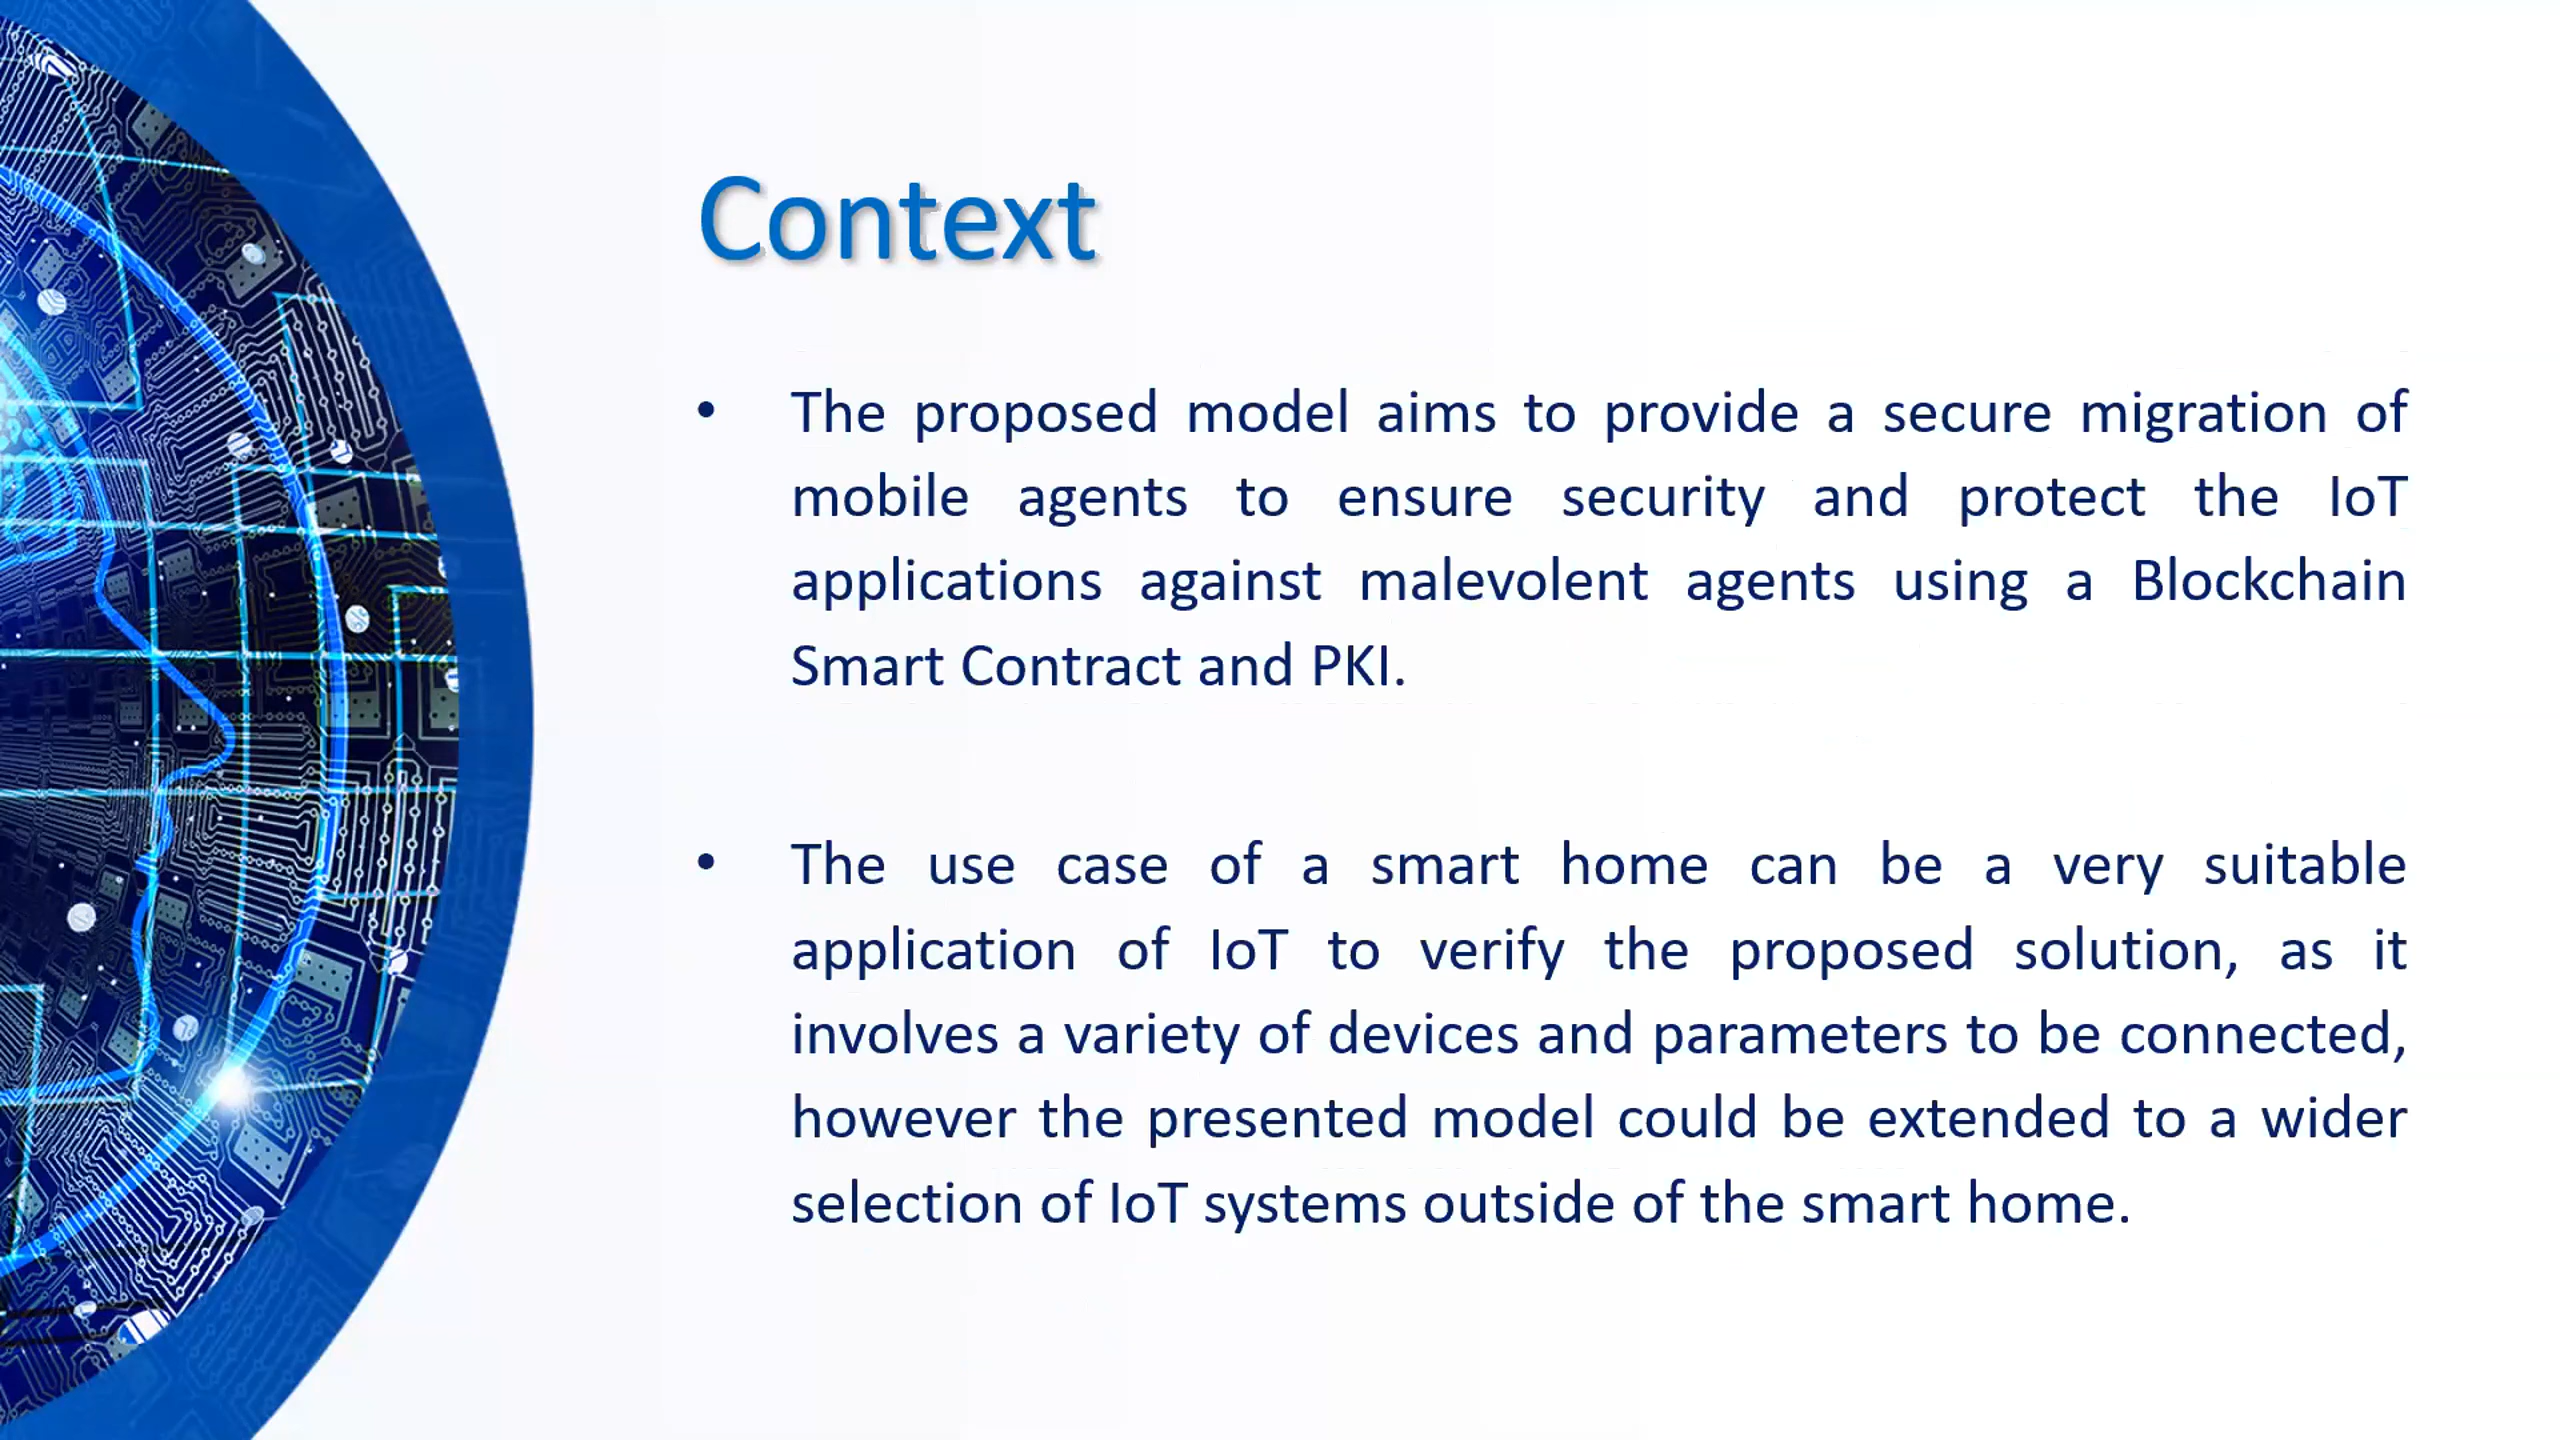 Context
• The proposed model aims to provide a secure migration of
mobile agents to ensure security and protect the IoT
applications against malevolent agents using a Blockchain
Smart Contract and PKI.
• The use case of a smart home can be a very suitable
application of IoT to verify the proposed solution, as it
involves a variety of devices and parameters to be connected,
however the presented model could be extended to a wider
selection of IoT systems outside of the smart home.